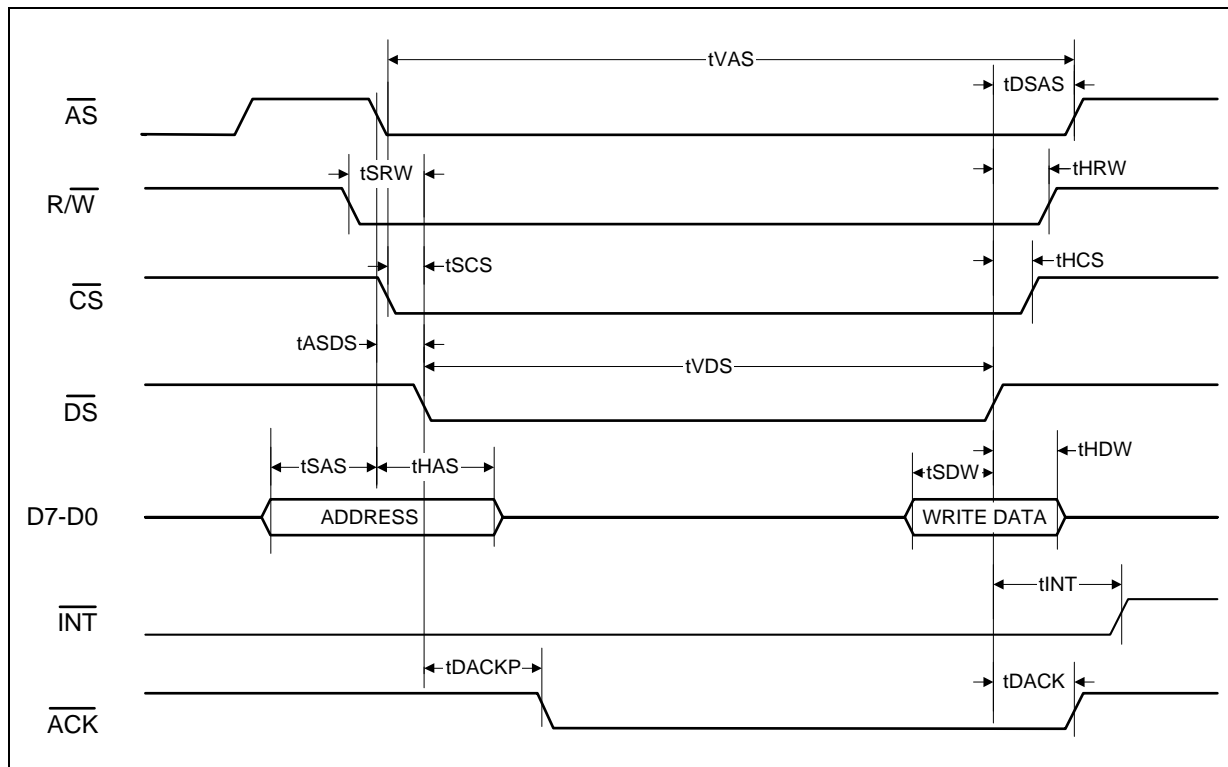 tVAS
tDSAS
AS
tSRW
tHRW
R/W
tSCS
tHCS
CS
tASDS
tVDS
DS
tSAS
tHAS
tSDW
tHDW
D7-D0
ADDRESS
WRITE DATA
tINT
INT
tDACKP
tDACK
ACK